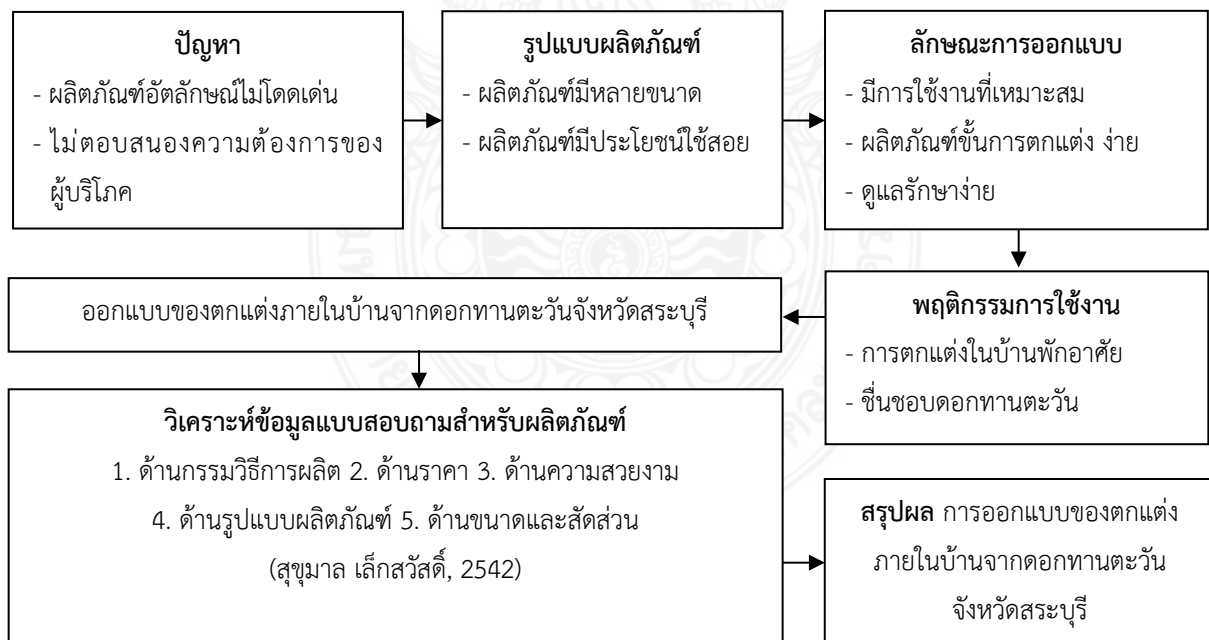 ปัญหา
- ผลิตภัณฑ์อัตลักษณ์ไม่โดดเด่น
- ไม่ตอบสนองความต้องการของ
ผู้บริโภค
รูปแบบผลิตภัณฑ์
- ผลิตภัณฑ์มีหลายขนาด
- ผลิตภัณฑ์มีประโยชน์ใช้สอย
ลักษณะการออกแบบ
- มีการใช้งานที่เหมาะสม
- ผลิตภัณฑ์ขั้นการตกแต่ง ง่าย
- ดูแลรักษาง่าย
พฤติกรรมการใช้งาน
- การตกแต่งในบ้านพักอาศัย
- ชื่นชอบดอกทานตะวัน
ออกแบบของตกแต่งภายในบ้านจากดอกทานตะวันจังหวัดสระบุรี
วิเคราะห์ข้อมูลแบบสอบถามสำหรับผลิตภัณฑ์
1. ด้านกรรมวิธีการผลิต 2. ด้านราคา 3. ด้านความสวยงาม
4. ด้านรูปแบบผลิตภัณฑ์ 5. ด้านขนาดและสัดส่วน
(สุขุมาล เล็กสวัสดิ์, 2542)
สรุปผล การออกแบบของตกแต่ง
ภายในบ้านจากดอกทานตะวัน
จังหวัดสระบุรี